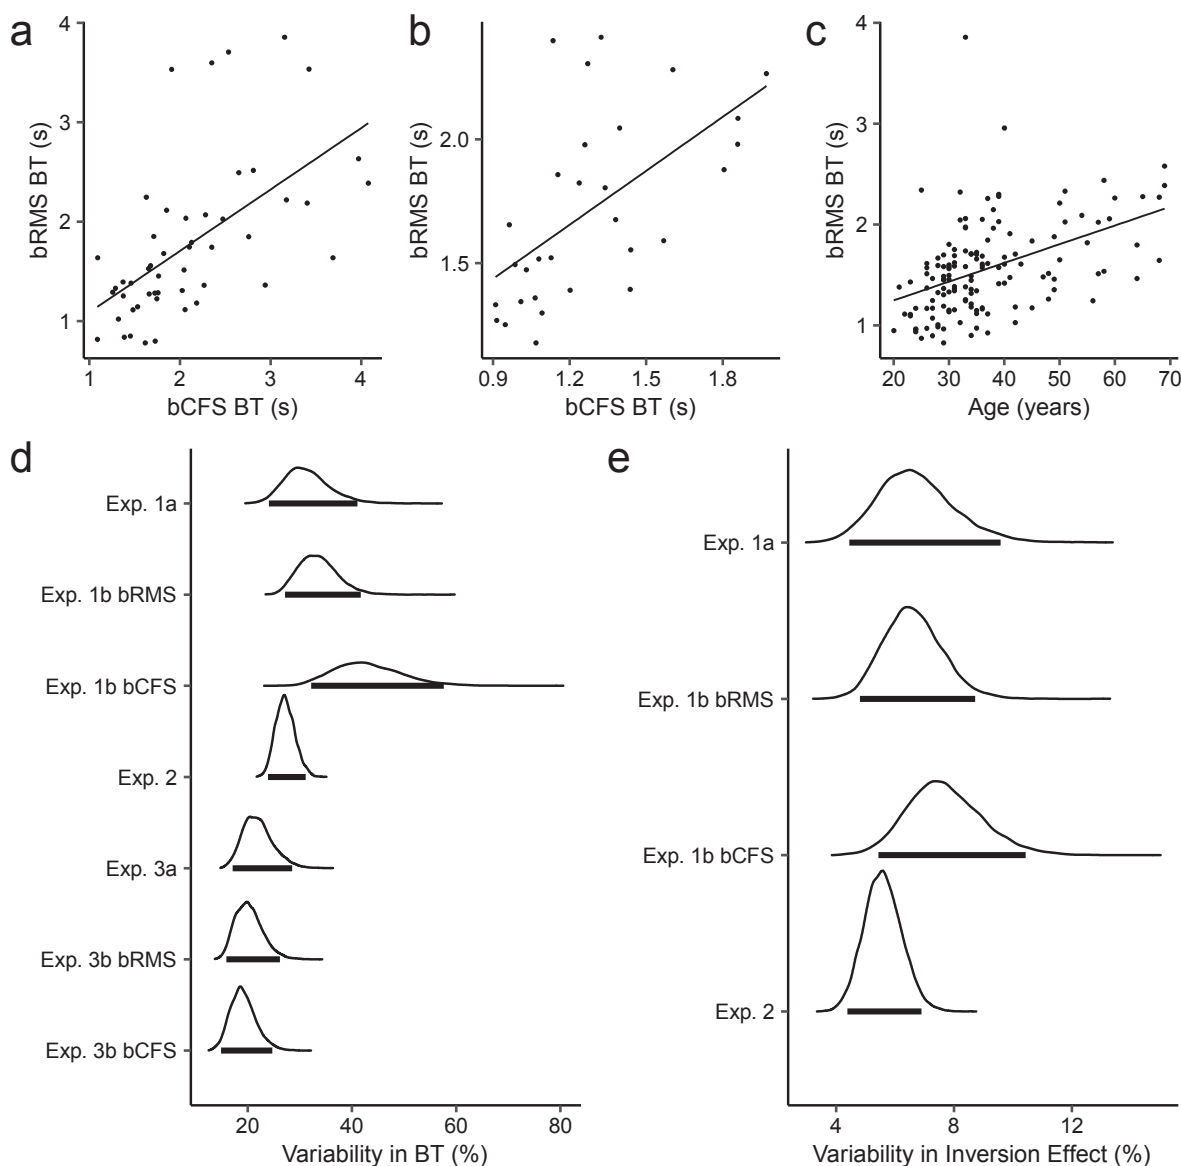 a
4
3
2
1
bRMS BT (s)
1 2 3 4
bCFS BT (s)
b
2.0
1.5
bRMS BT (s)
0.9 1.2 1.5 1.8
bCFS BT (s)
c
4
3
2
1
bRMS BT (s)
20 30 40 50 60 70
Age (years)
d
Exp. 1a
Exp. 1b bRMS
Exp. 1b bCFS
Exp. 2
Exp. 3a
Exp. 3b bRMS
Exp. 3b bCFS
20 40 60 80
Variability in BT (%)
e
Exp. 1a
Exp. 1b bRMS
Exp. 1b bCFS
Exp. 2
4 8 12
Variability in Inversion Effect (%)